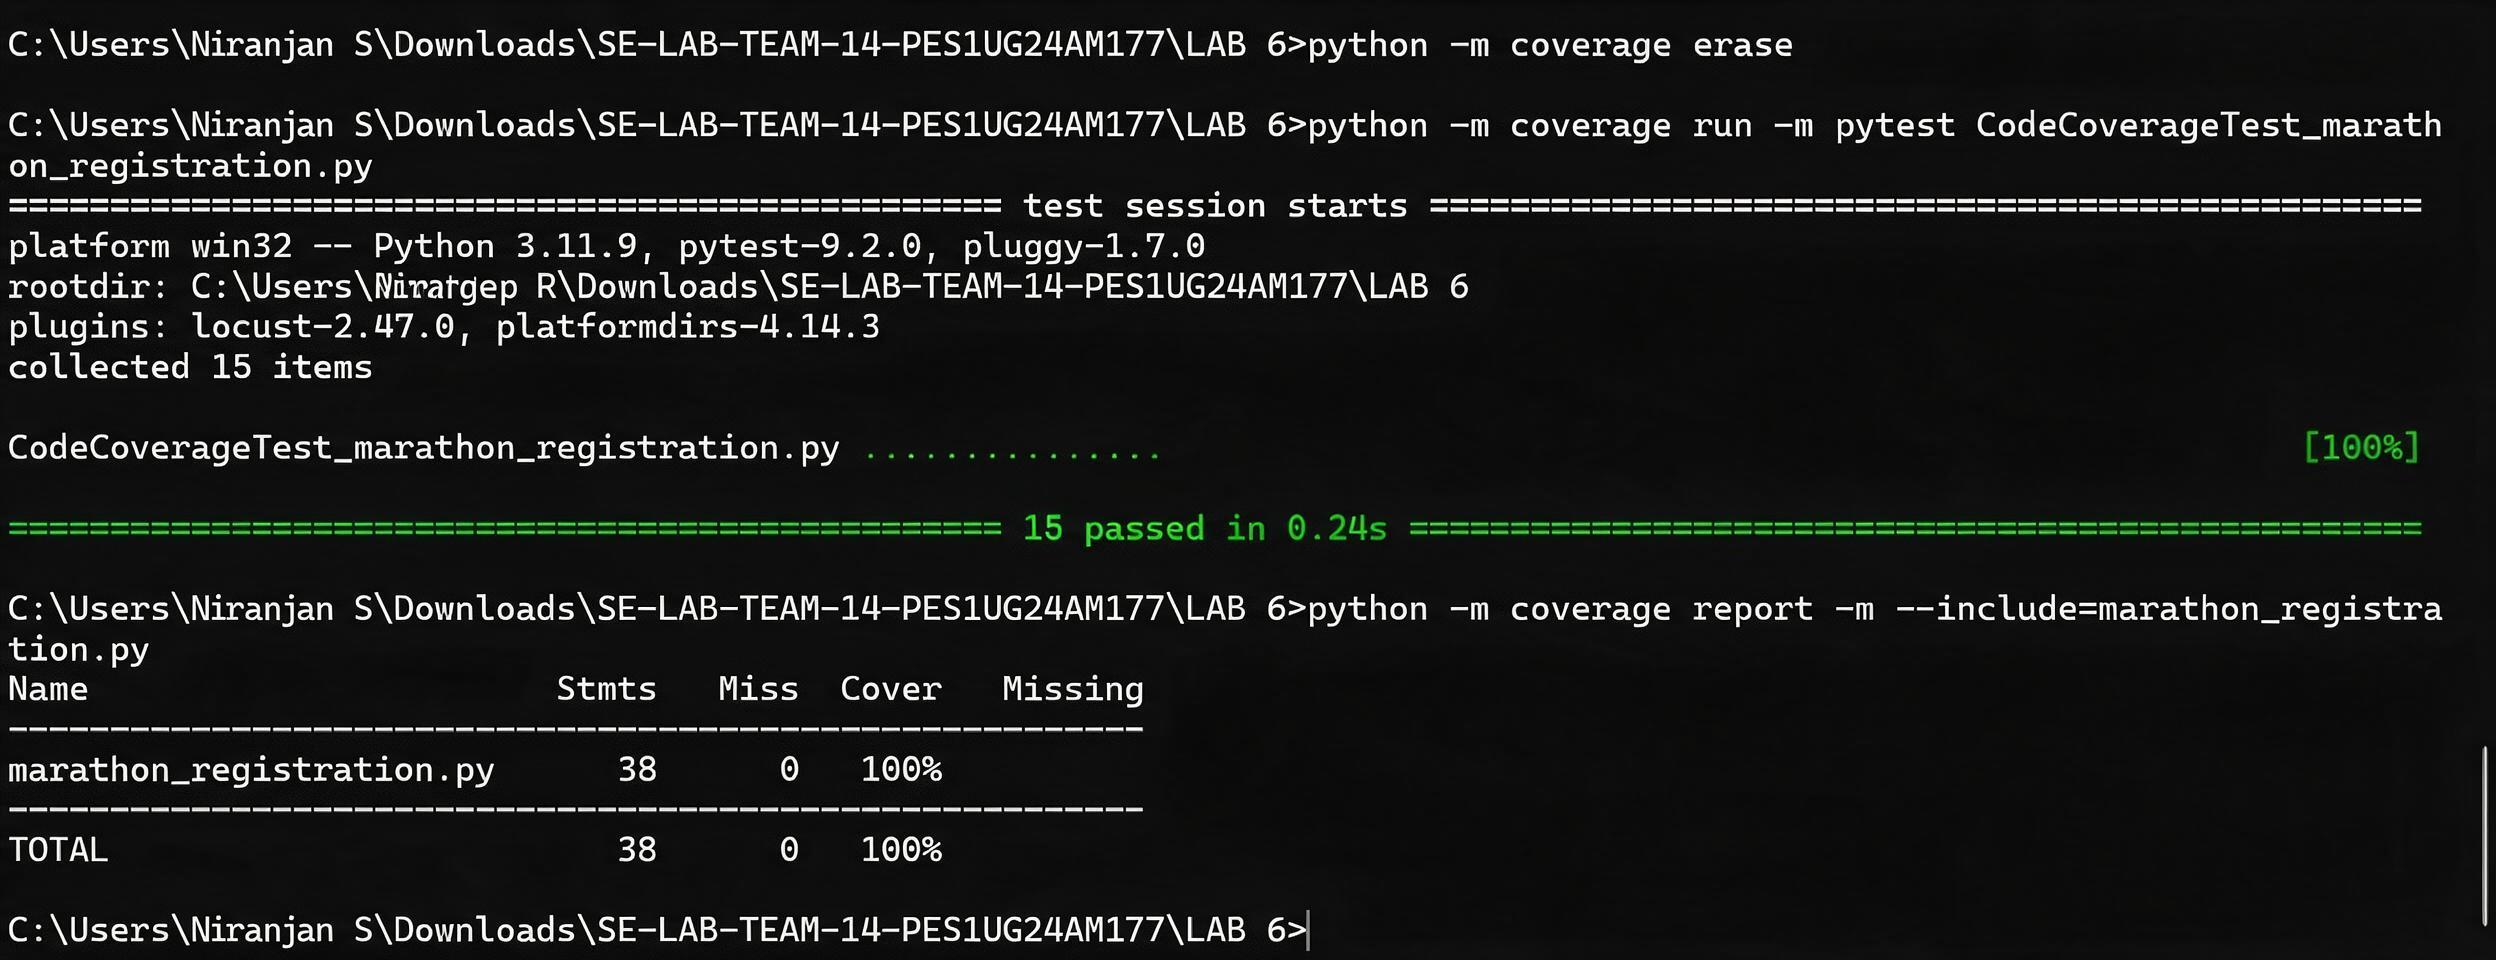 C:\Users\Niranjan S\Downloads\SE-LAB-TEAM-14-PES1UG24AM177\LAB 6>python -m coverage erase
C:\Users\Niranjan S\Downloads\SE-LAB-TEAM-14-PES1UG24AM177\LAB 6>python -m coverage run -m pytest CodeCoverageTest_marath
on_registration.py
================================================= test session starts =================================================
platform win32 -- Python 3.11.9, pytest-9.2.0, pluggy-1.7.0
rootdir: C:\Users\ R\Downloads\SE-LAB-TEAM-14-PES1UG24AM177\LAB 6
plugins: locust-2.47.0, platformdirs-4.14.3
collected 15 items
CodeCoverageTest_marathon_registration.py ............... [100%]
================================================= 15 passed in 0.24s ==================================================
C:\Users\Niranjan S\Downloads\SE-LAB-TEAM-14-PES1UG24AM177\LAB 6>python -m coverage report -m --include=marathon_registra
tion.py
Name                       Stmts   Miss  Cover   Missing
--------------------------------------------------------
marathon_registration.py      38      0   100%
--------------------------------------------------------
TOTAL                         38      0   100%
C:\Users\Niranjan S\Downloads\SE-LAB-TEAM-14-PES1UG24AM177\LAB 6>